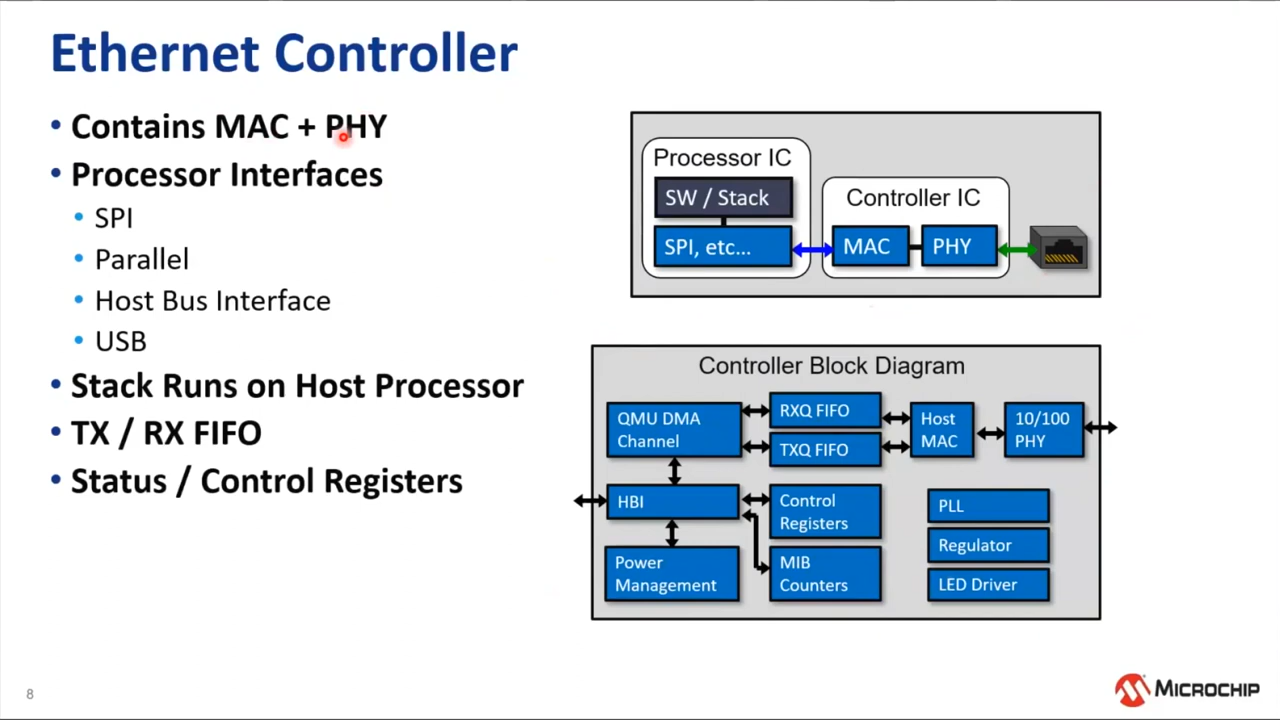 Ethernet Controller
• Contains MAC + PHY
• Processor Interfaces
• SPI
• Parallel
• Host Bus Interface
• USB
• Stack Runs on Host Processor
• TX / RX FIFO
• Status / Control Registers
Processor IC
SW / Stack
SPI, etc...
Controller IC
MAC
PHY
Controller Block Diagram
QMU DMA
Channel
RXQ FIFO
TXQ FIFO
Host
MAC
10/100
PHY
HBI
Control
Registers
Power
Management
MIB
Counters
PLL
Regulator
LED Driver
8
MICROCHIP